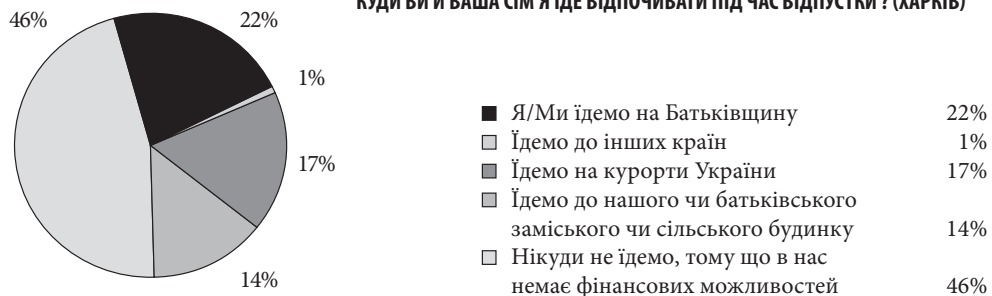 КУДИ ВИ Й ВАША СІМ'Я ЇДЕ ВІДПОЧИВАТИ ПІД ЧАС ВІДПУСТКИ ? (ХАРКІВ)
46%
22%
1%
17%
14%
Я/Ми їдемо на Батьківщину 22%
Їдемо до інших країн 1%
Їдемо на курорти України 17%
Їдемо до нашого чи батьківського
заміського чи сільського будинку 14%
Нікуди не їдемо, тому що в нас
немає фінансових можливостей 46%